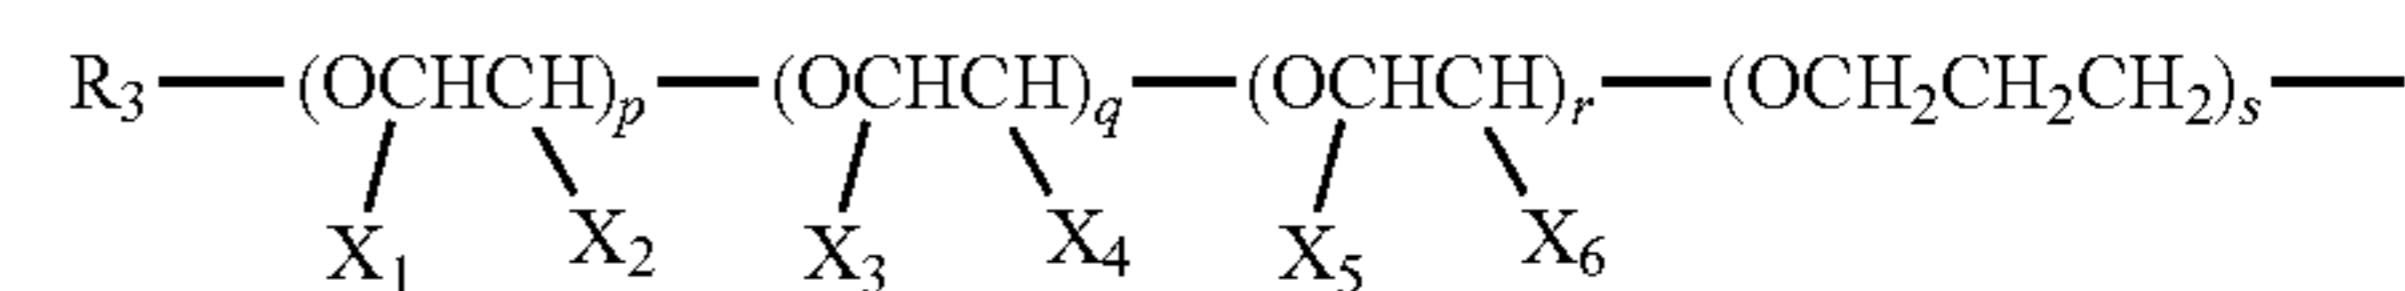 R₃—(OCHCH)ₚ—(OCHCH)q—(OCHCH)ᵣ—(OCH₂CH₂CH₂)ₛ—
X₁ X₂ X₃ X₄ X₅ X₆